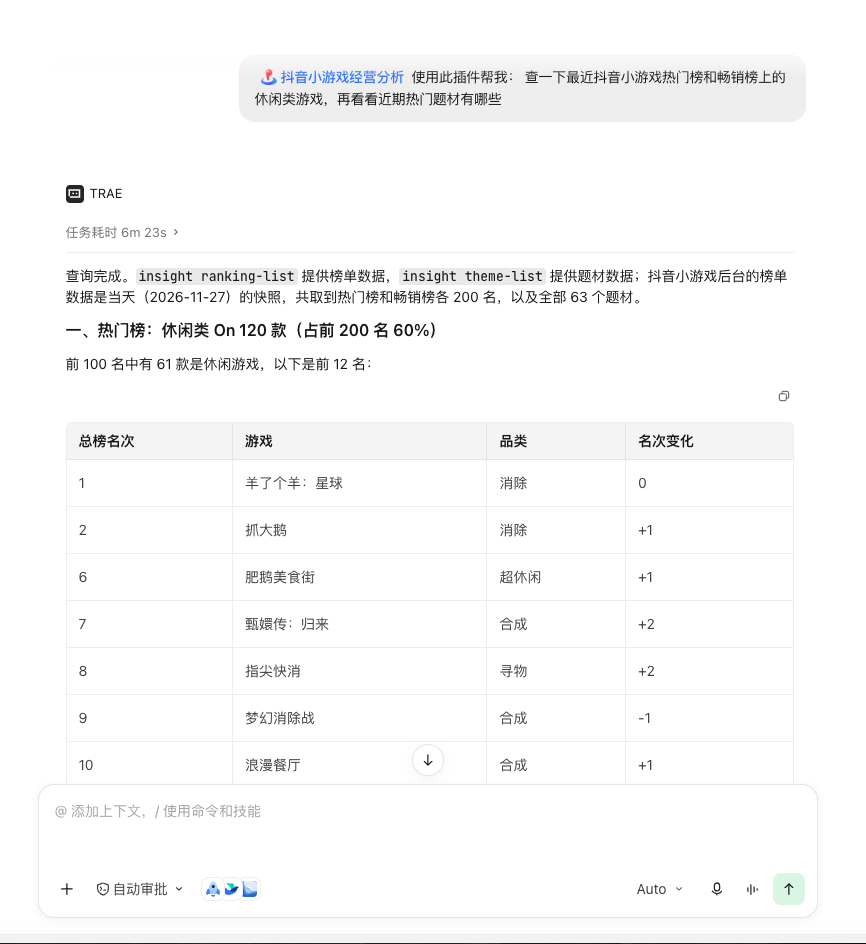 抖音小游戏经营分析 使用此插件帮我： 查一下最近抖音小游戏热门榜和畅销榜上的
休闲类游戏，再看看近期热门题材有哪些
TRAE
任务耗时 6m 23s
查询完成。insight ranking-list 提供榜单数据，insight theme-list 提供题材数据；抖音小游戏后台的榜单
数据是当天（2026-11-27）的快照，共取到热门榜和畅销榜各 200 名，以及全部 63 个题材。
一、热门榜：休闲类 On 120 款（占前 200 名 60%）
前 100 名中有 61 款是休闲游戏，以下是前 12 名：
总榜名次 游戏 品类 名次变化
1 羊了个羊：星球 消除 0
2 抓大鹅 消除 +1
6 肥鹅美食街 超休闲 +1
7 甄嬛传：归来 合成 +2
8 指尖快消 寻物 +2
9 梦幻消除战 合成 -1
10 浪漫餐厅 合成 +1
@ 添加上下文，/ 使用命令和技能
自动审批 Auto